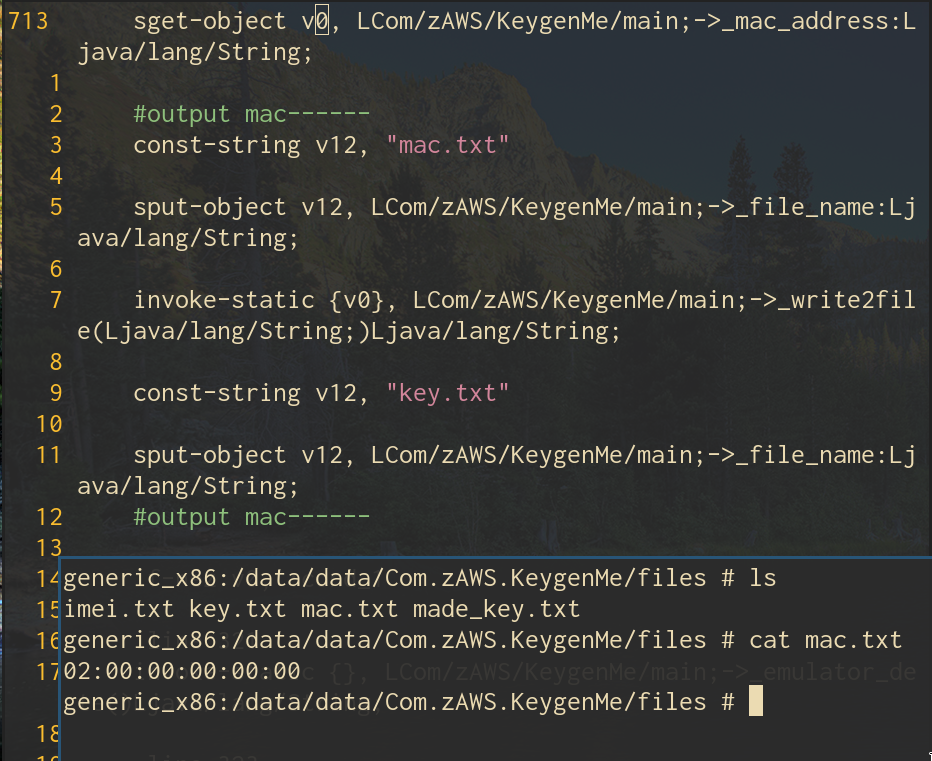 713 sget-object v0, LCom/zAWS/KeygenMe/main;->_mac_address:L
java/lang/String;
1
2 #output mac------
3 const-string v12, "mac.txt"
4
5 sput-object v12, LCom/zAWS/KeygenMe/main;->_file_name:Lj
ava/lang/String;
6
7 invoke-static {v0}, LCom/zAWS/KeygenMe/main;->_write2fil
e(Ljava/lang/String;)Ljava/lang/String;
8
9 const-string v12, "key.txt"
10
11 sput-object v12, LCom/zAWS/KeygenMe/main;->_file_name:Lj
ava/lang/String;
12 #output mac------
13
14 generic_x86:/data/data/Com.zAWS.KeygenMe/files # ls
15 imei.txt key.txt mac.txt made_key.txt
16 generic_x86:/data/data/Com.zAWS.KeygenMe/files # cat mac.txt
17 02:00:00:00:00:00 {}, LCom/zAWS/KeygenMe/main;->_emulator_de
generic_x86:/data/data/Com.zAWS.KeygenMe/files #
18